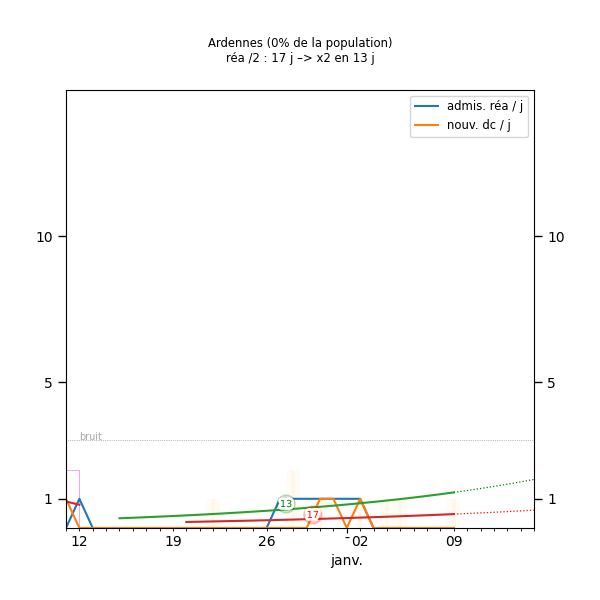 Ardennes (0% de la population)
réa /2 : 17 j –> x2 en 13 j
admis. réa / j
nouv. dc / j
10 10
5 5
bruit
1 1
13
17
12 19 26 02 09
janv.